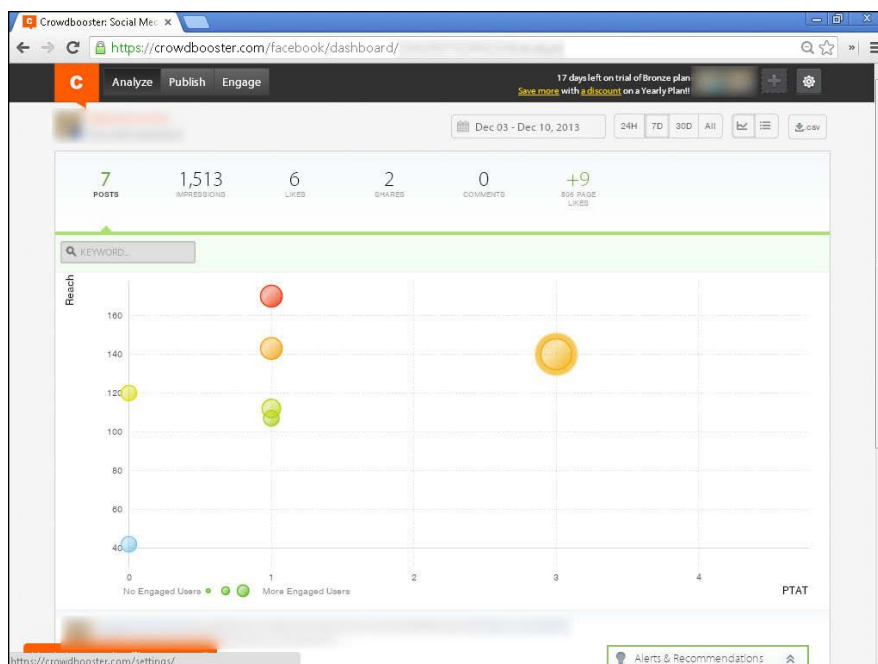 Crowdbooster: Social Med
https://crowdbooster.com/facebook/dashboard/
C Analyze Publish Engage
17 days left on trial of Bronze plan
Save more with a discount on a Yearly Plan!!
Dec 03 - Dec 10, 2013 24H 7D 30D All .csv
7 1,513 6 2 0 +9
POSTS IMPRESSIONS LIKES SHARES COMMENTS 806 PAGE
LIKES
KEYWORD...
Reach
160
140
120
100
80
60
40
0 1 2 3 4
No Engaged Users More Engaged Users PTAT
Alerts & Recommendations
https://crowdbooster.com/settings/